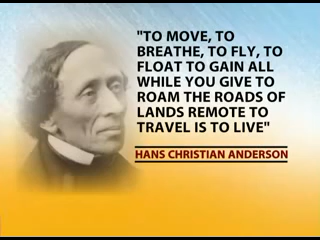 "TO MOVE, TO
BREATHE, TO FLY, TO
FLOAT TO GAIN ALL
WHILE YOU GIVE TO
ROAM THE ROADS OF
LANDS REMOTE TO
TRAVEL IS TO LIVE"
HANS CHRISTIAN ANDERSON